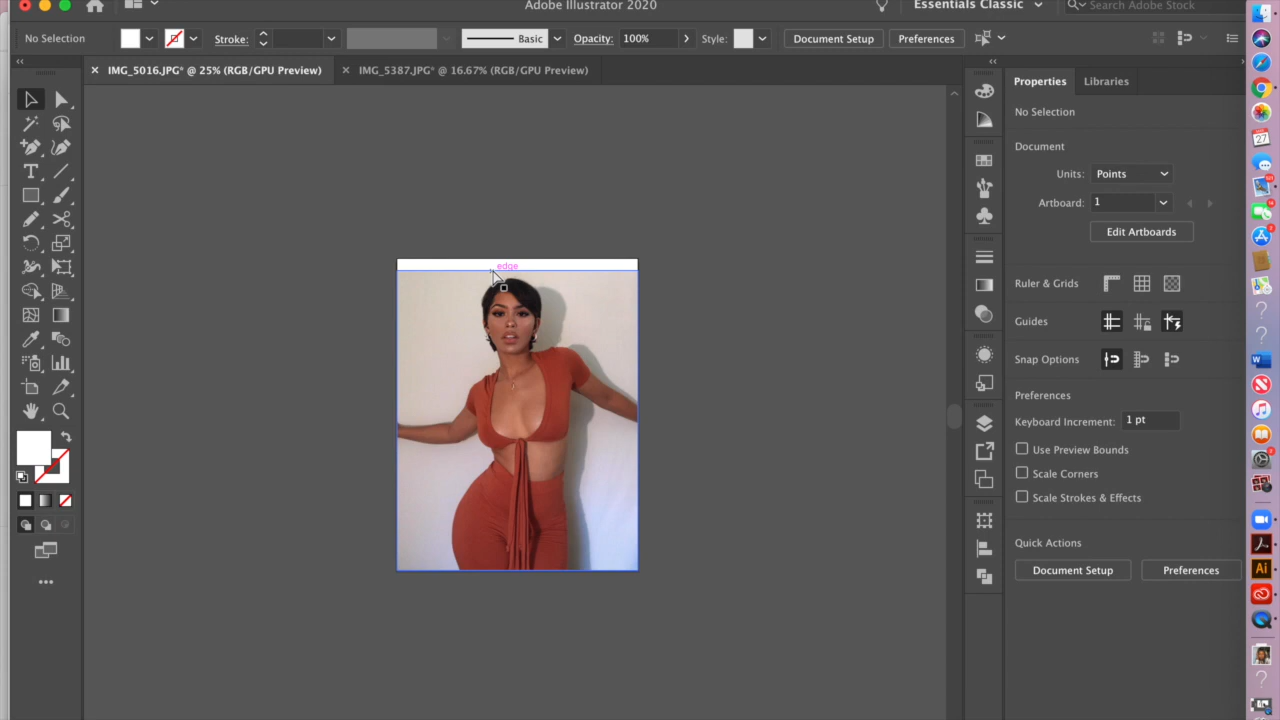 Adobe Illustrator 2020
Essentials Classic
Search Adobe Stock
No Selection
Stroke:
Basic
Opacity:
100%
Style:
Document Setup
Preferences
IMG_5016.JPG* @ 25% (RGB/GPU Preview)
IMG_5387.JPG* @ 16.67% (RGB/GPU Preview)
edge
Properties
Libraries
No Selection
Document
Units:
Points
Artboard:
1
Edit Artboards
Ruler & Grids
Guides
Snap Options
Preferences
Keyboard Increment:
1 pt
Use Preview Bounds
Scale Corners
Scale Strokes & Effects
Quick Actions
Document Setup
Preferences
27
Ai